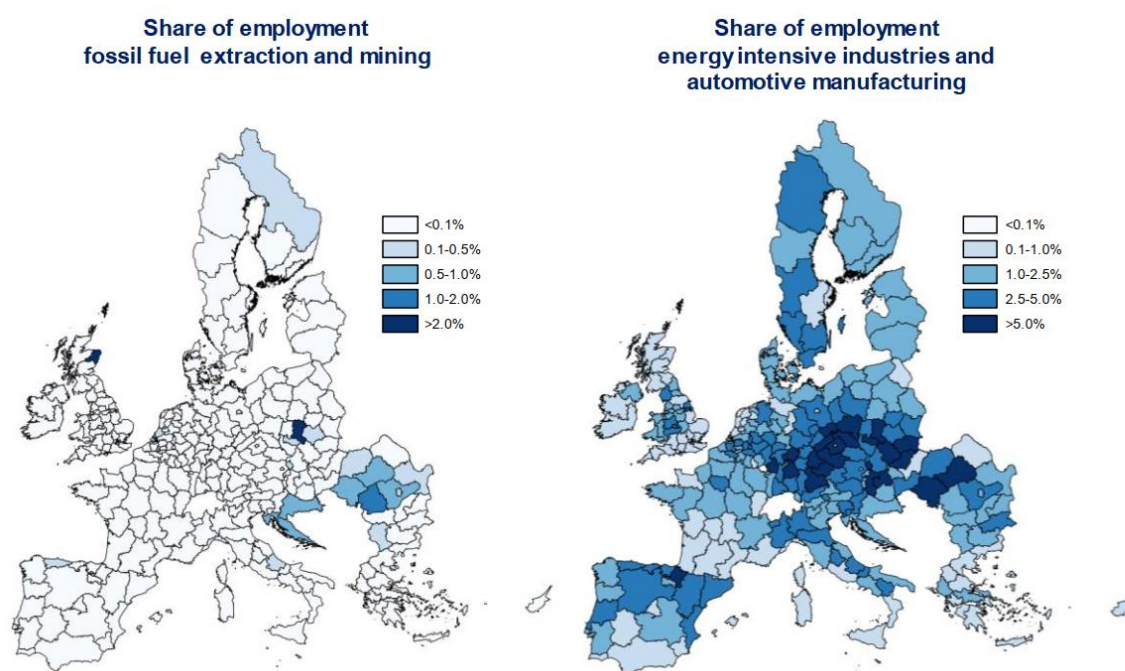 Share of employment
fossil fuel extraction and mining
<0.1%
0.1-0.5%
0.5-1.0%
1.0-2.0%
>2.0%
Share of employment
energy intensive industries and
automotive manufacturing
<0.1%
0.1-1.0%
1.0-2.5%
2.5-5.0%
>5.0%